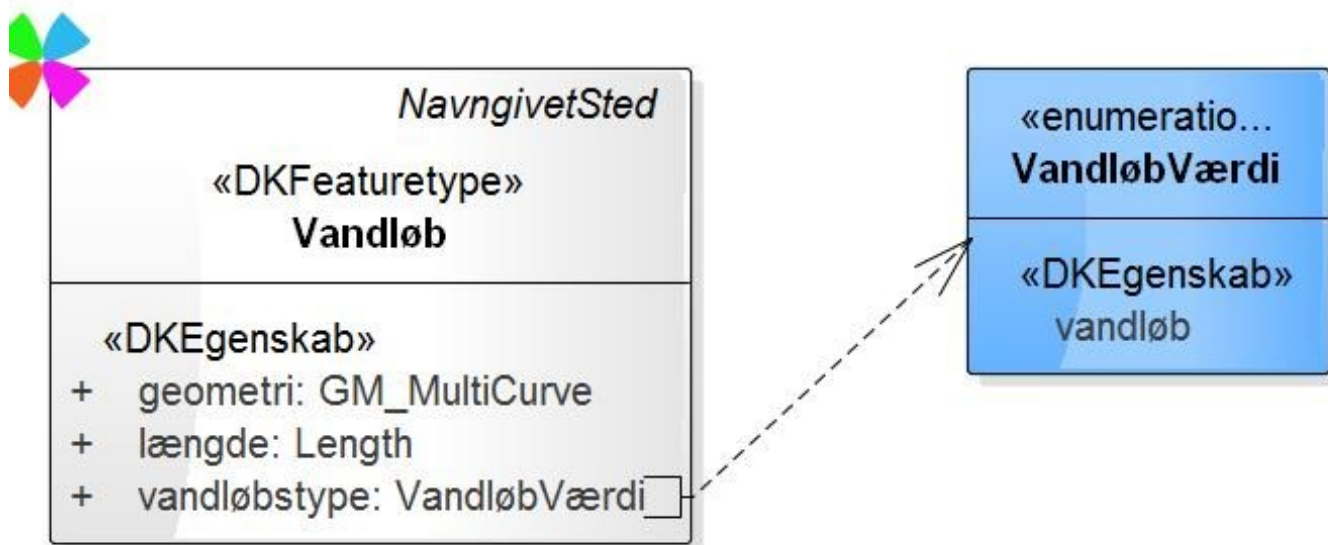 NavngivetSted
«DKFeaturetype»
Vandløb
«DKEgenskab»
+ geometri: GM_MultiCurve
+ længde: Length
+ vandløbstype: VandløbVærdi
«enumeratio...
VandløbVærdi
«DKEgenskab»
vandløb